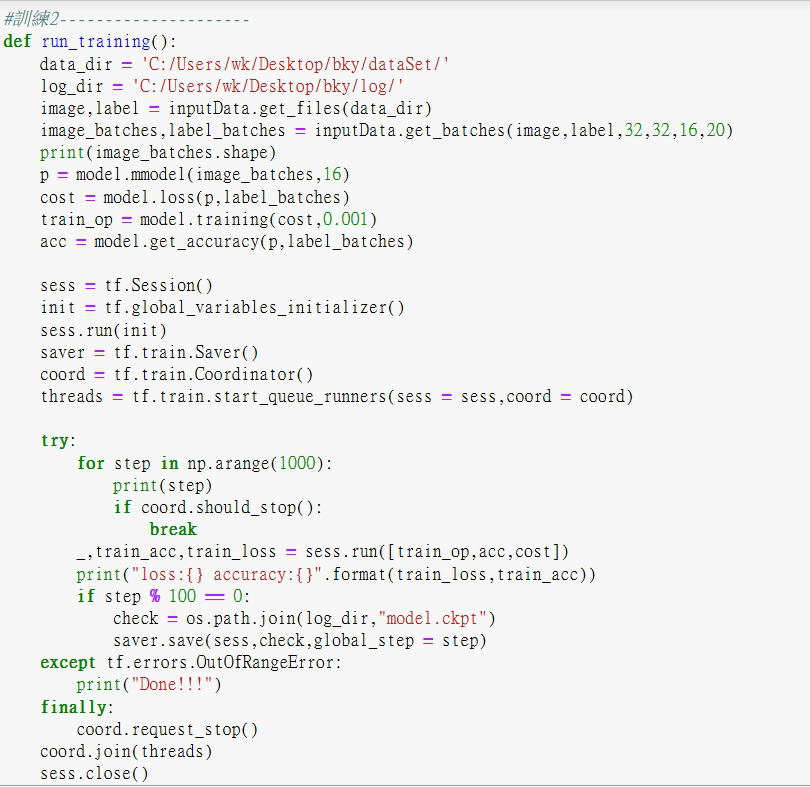 #訓練2---------------------
def run_training():
    data_dir = 'C:/Users/wk/Desktop/bky/dataSet/'
    log_dir = 'C:/Users/wk/Desktop/bky/log/'
    image,label = inputData.get_files(data_dir)
    image_batches,label_batches = inputData.get_batches(image,label,32,32,16,20)
    print(image_batches.shape)
    p = model.mmodel(image_batches,16)
    cost = model.loss(p,label_batches)
    train_op = model.training(cost,0.001)
    acc = model.get_accuracy(p,label_batches)

    sess = tf.Session()
    init = tf.global_variables_initializer()
    sess.run(init)
    saver = tf.train.Saver()
    coord = tf.train.Coordinator()
    threads = tf.train.start_queue_runners(sess = sess,coord = coord)

    try:
        for step in np.arange(1000):
            print(step)
            if coord.should_stop():
                break
        _,train_acc,train_loss = sess.run([train_op,acc,cost])
        print("loss:{} accuracy:{}".format(train_loss,train_acc))
        if step % 100 == 0:
            check = os.path.join(log_dir,"model.ckpt")
            saver.save(sess,check,global_step = step)
    except tf.errors.OutOfRangeError:
        print("Done!!!")
    finally:
        coord.request_stop()
    coord.join(threads)
    sess.close()